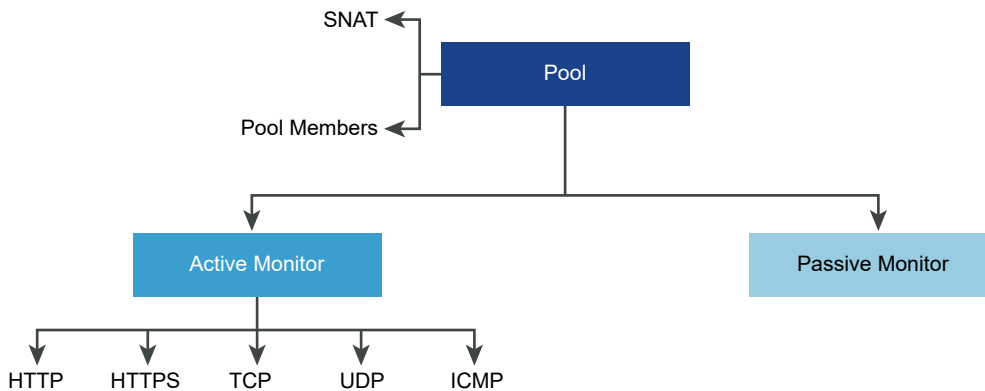 SNAT
Pool
Pool Members
Active Monitor
Passive Monitor
HTTP
HTTPS
TCP
UDP
ICMP